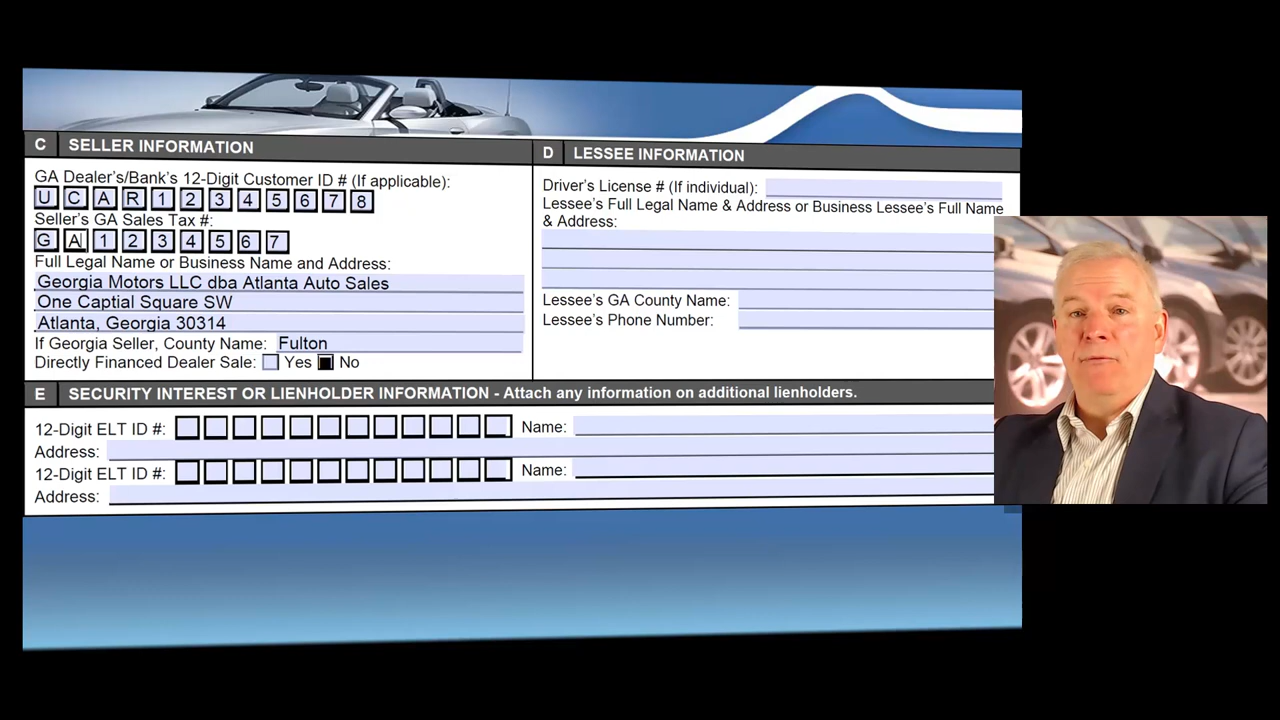 C SELLER INFORMATION
GA Dealer's/Bank's 12-Digit Customer ID # (If applicable):
U C A R 1 2 3 4 5 6 7 8
Seller's GA Sales Tax #:
G A 1 2 3 4 5 6 7
Full Legal Name or Business Name and Address:
Georgia Motors LLC dba Atlanta Auto Sales
One Captial Square SW
Atlanta, Georgia 30314
If Georgia Seller, County Name: Fulton
Directly Financed Dealer Sale: Yes No
D LESSEE INFORMATION
Driver's License # (If individual):
Lessee's Full Legal Name & Address or Business Lessee's Full Name
& Address:
Lessee's GA County Name:
Lessee's Phone Number:
E SECURITY INTEREST OR LIENHOLDER INFORMATION - Attach any information on additional lienholders.
12-Digit ELT ID #: Name:
Address:
12-Digit ELT ID #: Name:
Address: